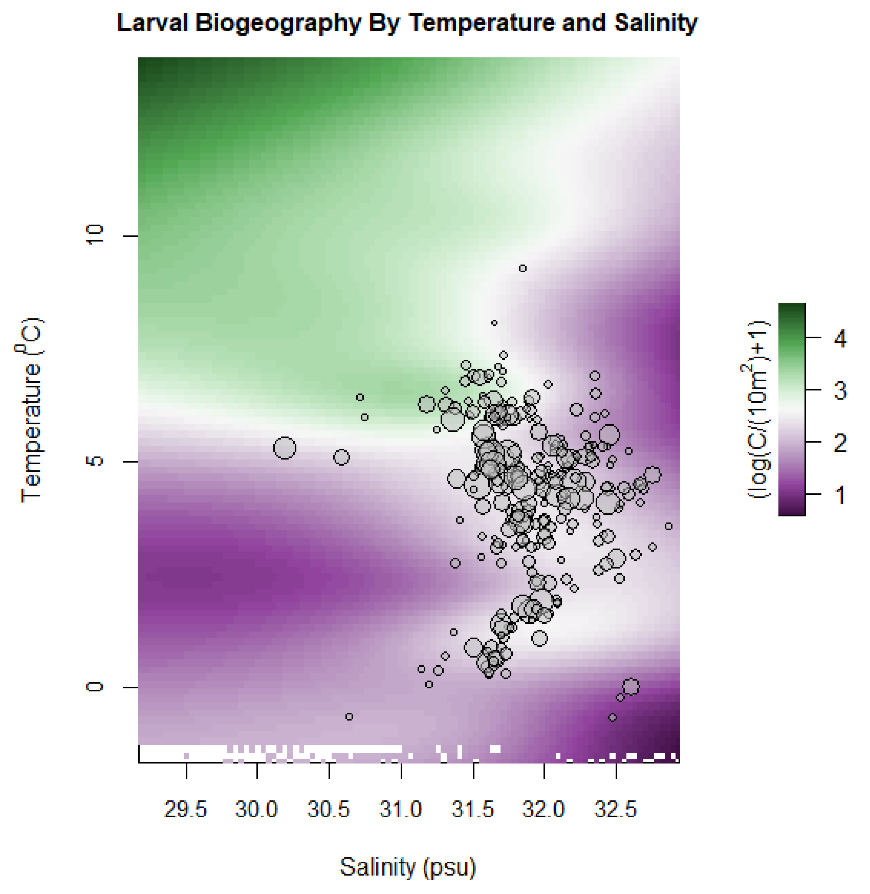 Larval Biogeography By Temperature and Salinity
Temperature (⁰C)
10
5
0
29.5 30.0 30.5 31.0 31.5 32.0 32.5
Salinity (psu)
(log(C/(10m²)+1)
4
3
2
1